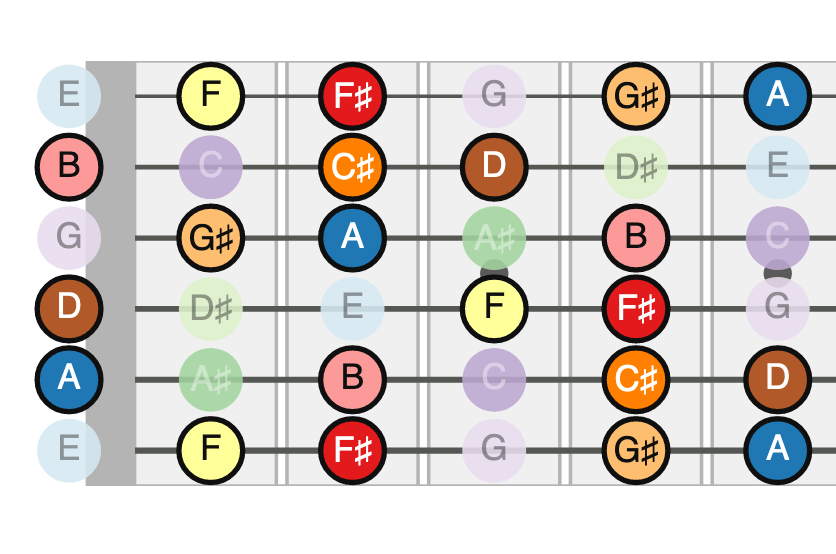 E F F♯ G G♯ A
B C C♯ D D♯ E
G G♯ A A♯ B C
D D♯ E F F♯ G
A A♯ B C C♯ D
E F F♯ G G♯ A